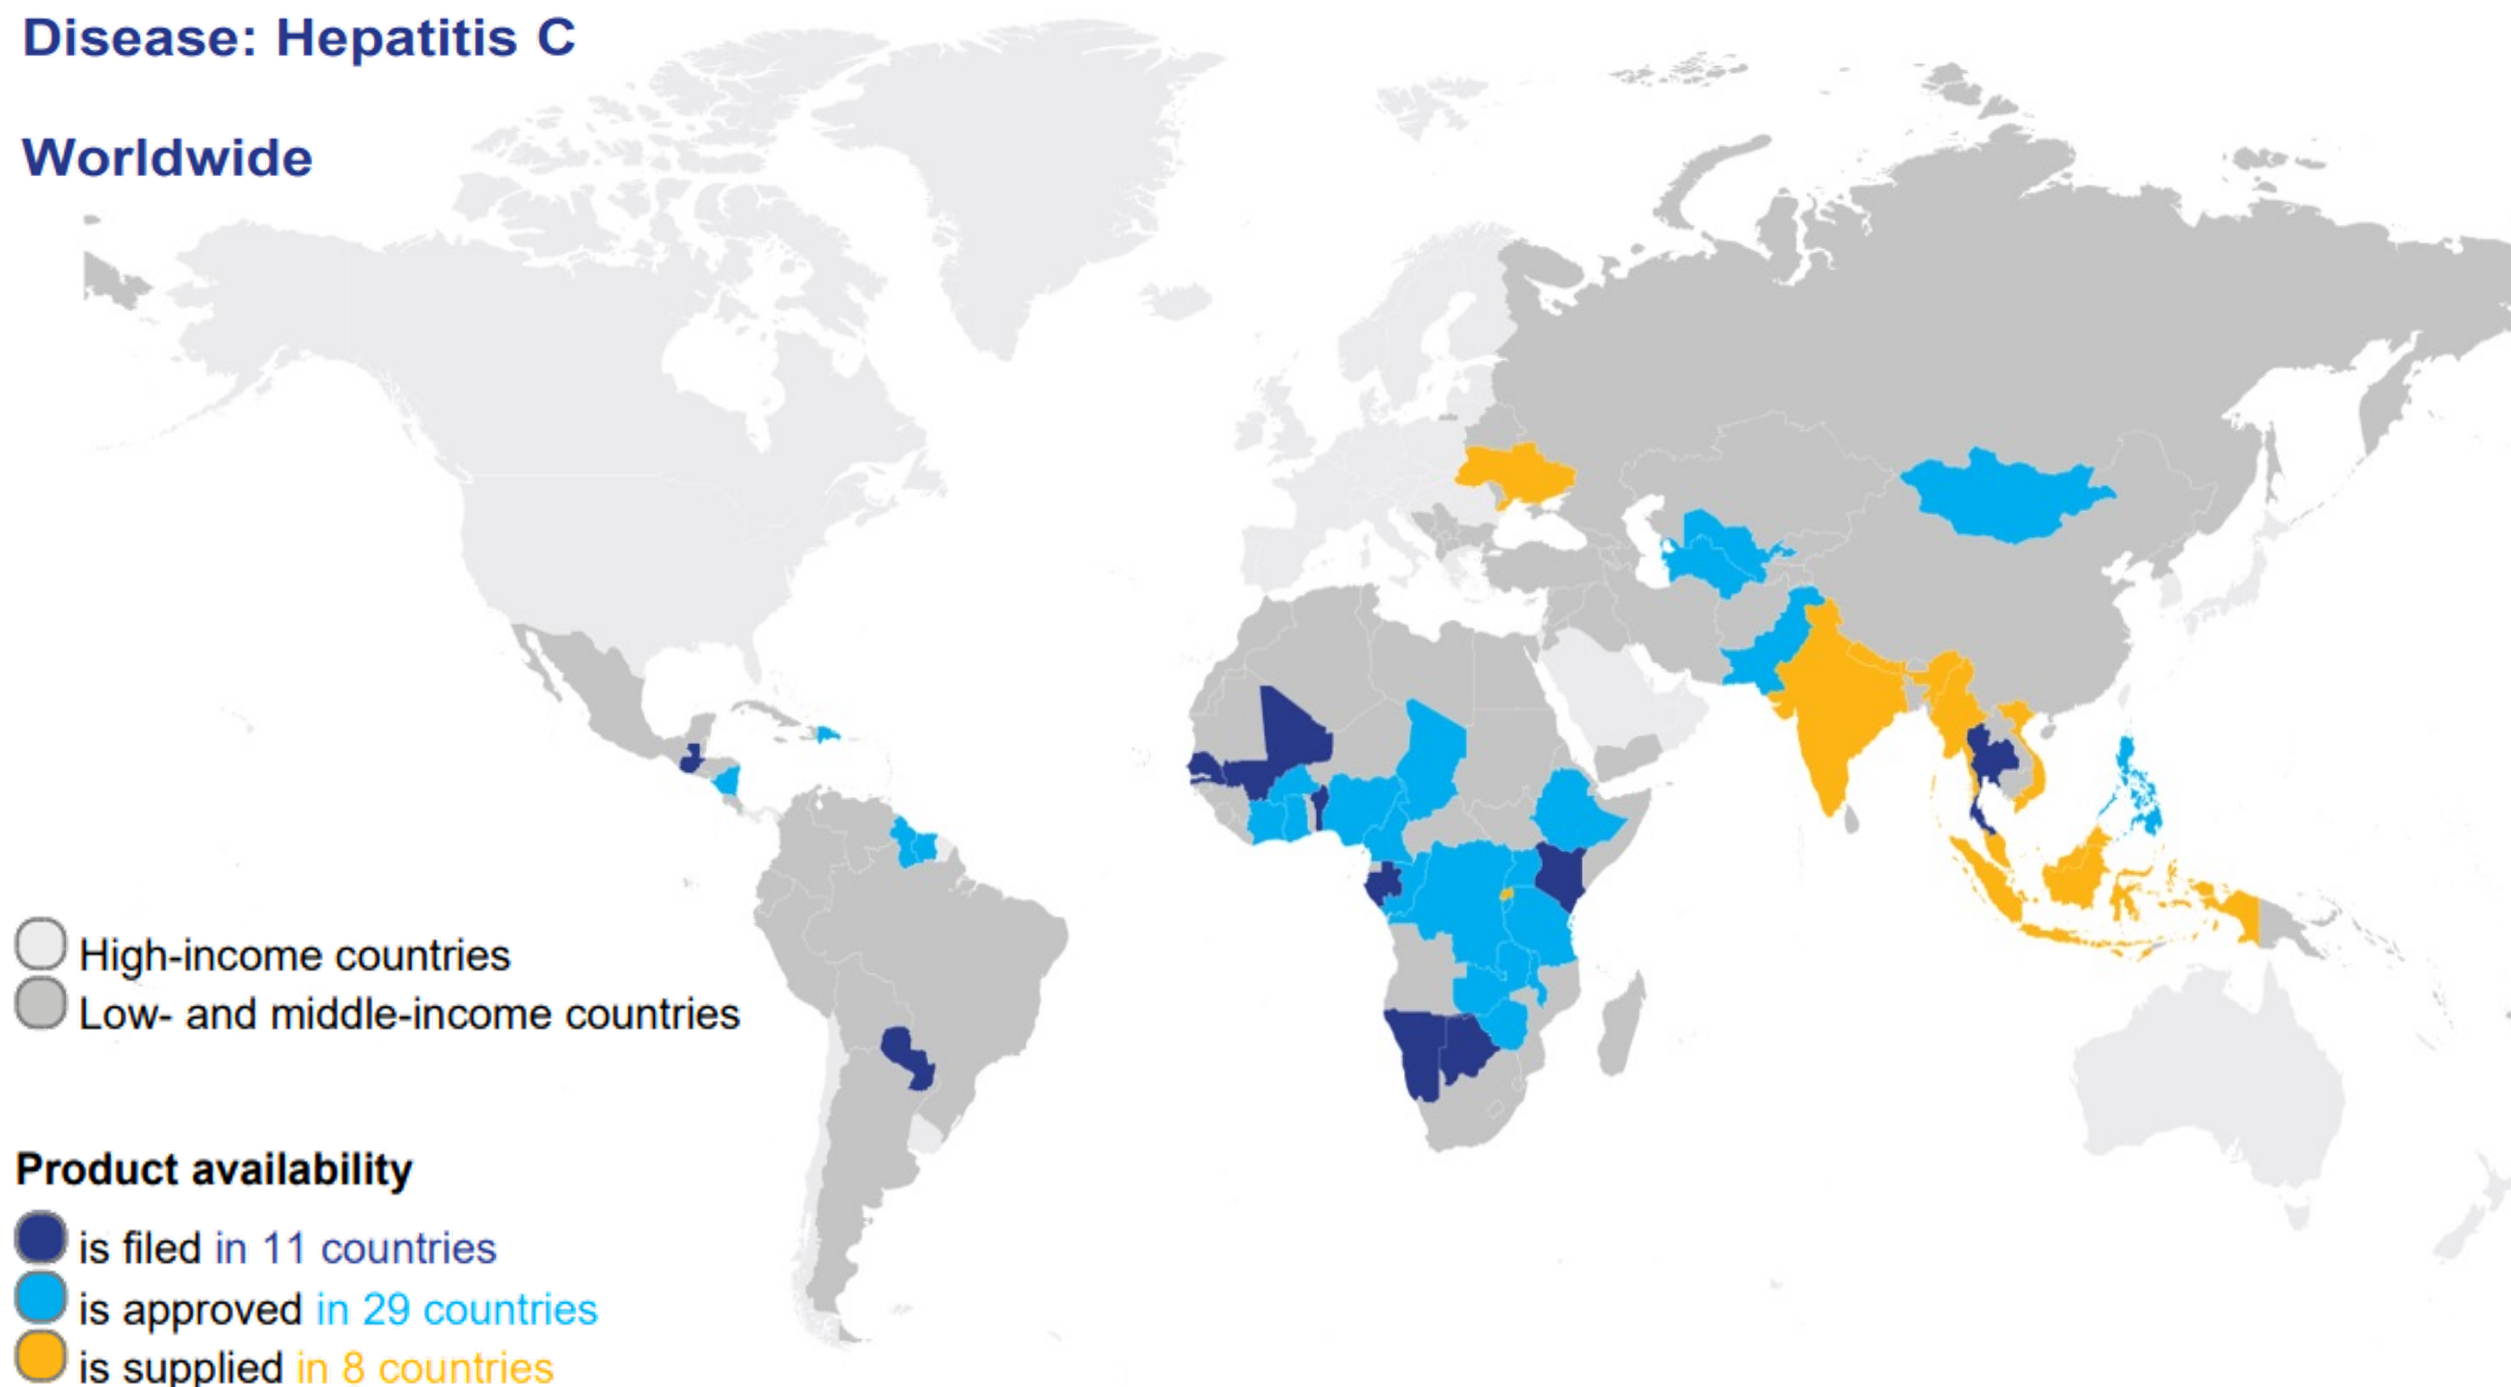 Disease: Hepatitis C
Worldwide
High-income countries
Low- and middle-income countries
Product availability
is filed in 11 countries
is approved in 29 countries
is supplied in 8 countries